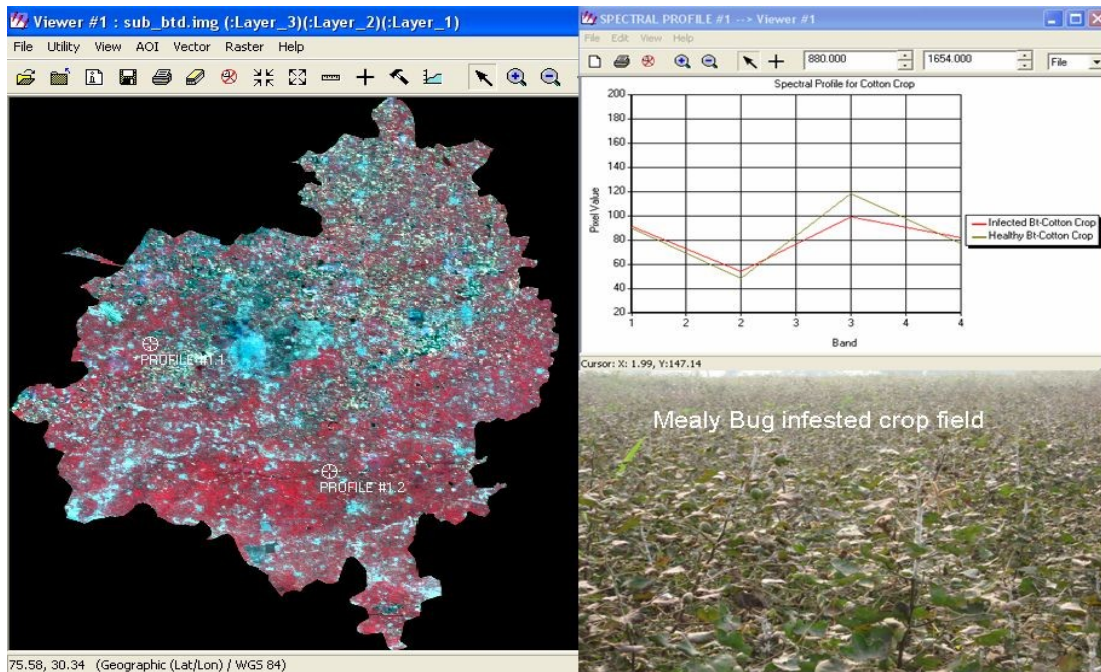 Viewer #1 : sub_btd.img (:Layer_3)(:Layer_2)(:Layer_1)
File Utility View AOI Vector Raster Help
PROFILE #1.1
PROFILE #1.2
75.58, 30.34 (Geographic (Lat/Lon) / WGS 84)
SPECTRAL PROFILE #1 --> Viewer #1
File Edit View Help
880.000 1654.000 File
Spectral Profile for Cotton Crop
200
180
160
140
120
100
80
60
40
20
Pixel Value
1 2 2 3 3 4 4
Band
Infected Bt-Cotton Crop
Healthy Bt-Cotton Crop
Cursor: X: 1.99, Y:147.14
Mealy Bug infested crop field